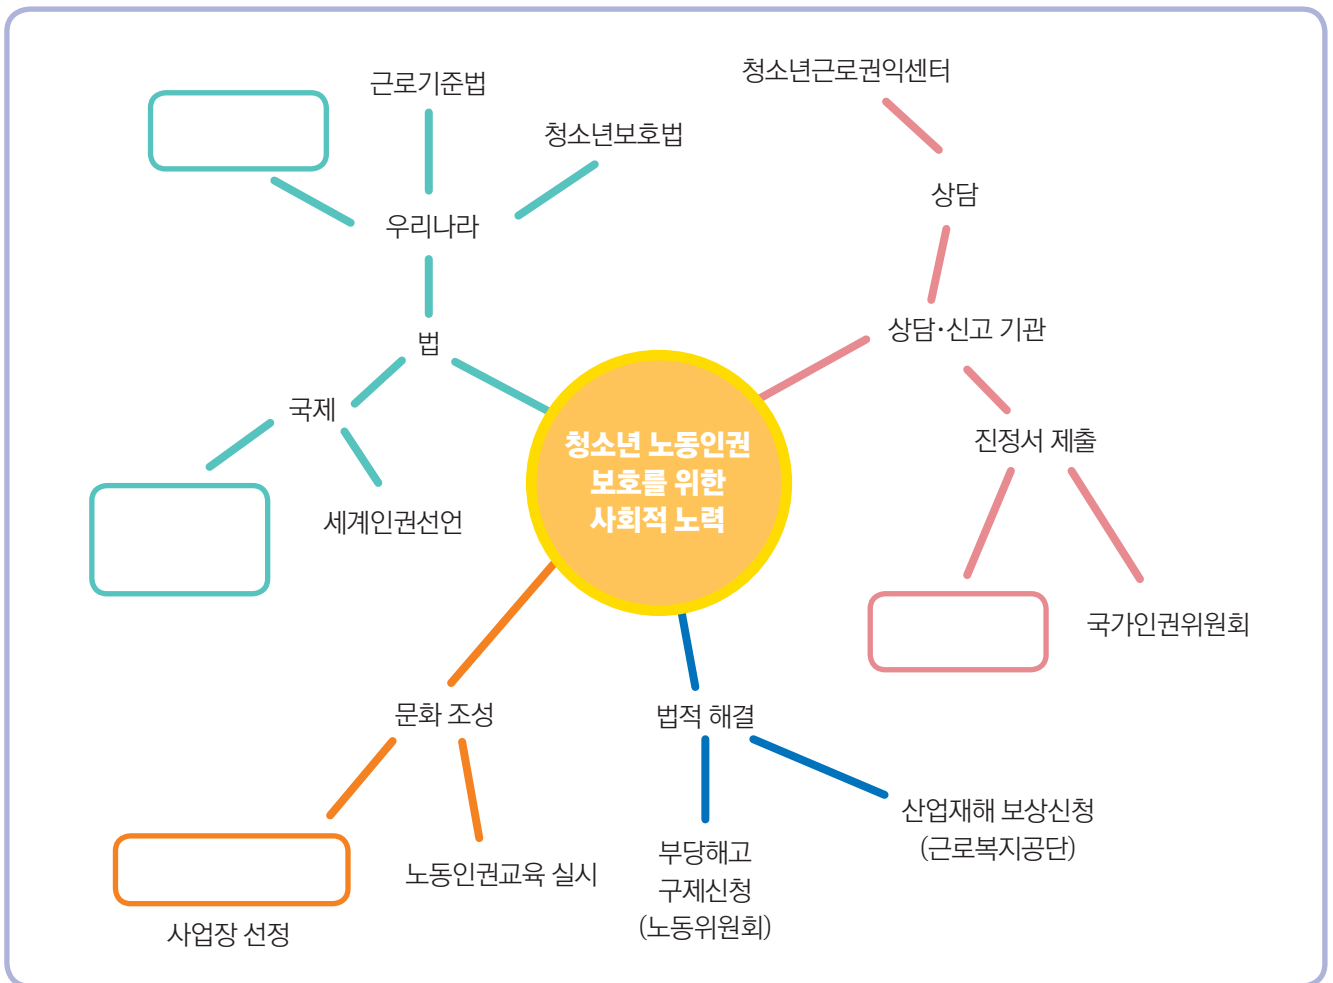 근로기준법
청소년보호법
우리나라
법
국제
세계인권선언
청소년근로권익센터
상담
상담·신고 기관
진정서 제출
국가인권위원회
청소년 노동인권
보호를 위한
사회적 노력
문화 조성
노동인권교육 실시
사업장 선정
법적 해결
부당해고
구제신청
(노동위원회)
산업재해 보상신청
(근로복지공단)